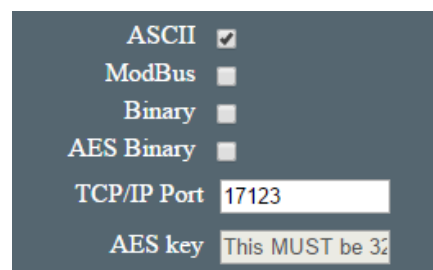 ASCII
ModBus
Binary
AES Binary
TCP/IP Port 17123
AES key This MUST be 32